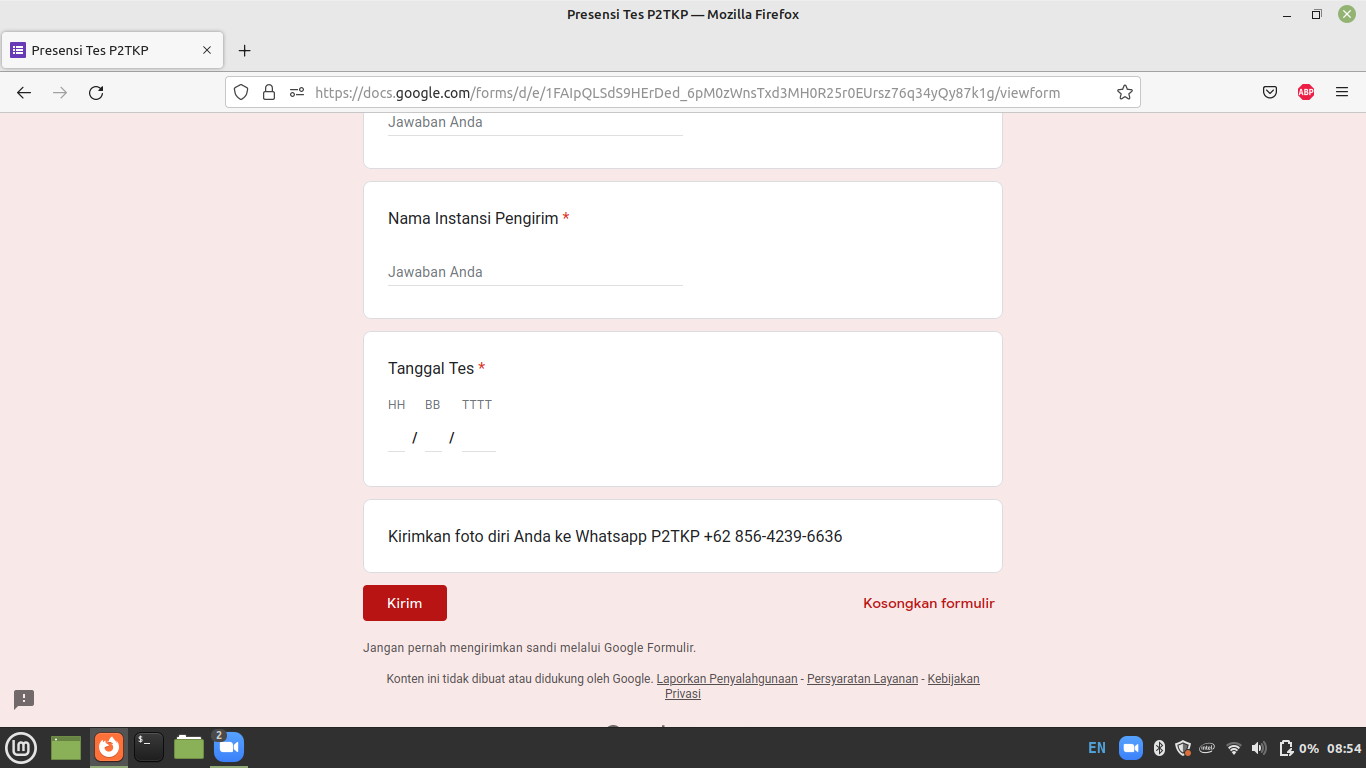 Presensi Tes P2TKP — Mozilla Firefox
Presensi Tes P2TKP
https://docs.google.com/forms/d/e/1FAIpQLSdS9HErDed_6pM0zWnsTxd3MH0R25r0EUrsz76q34yQy87k1g/viewform
ABP
Jawaban Anda
Nama Instansi Pengirim *
Jawaban Anda
Tanggal Tes *
HH BB TTTT
/ /
Kirimkan foto diri Anda ke Whatsapp P2TKP +62 856-4239-6636
Kirim
Kosongkan formulir
Jangan pernah mengirimkan sandi melalui Google Formulir.
Konten ini tidak dibuat atau didukung oleh Google. Laporkan Penyalahgunaan - Persyaratan Layanan - Kebijakan
Privasi
$_ 2 EN intel 0% 08:54